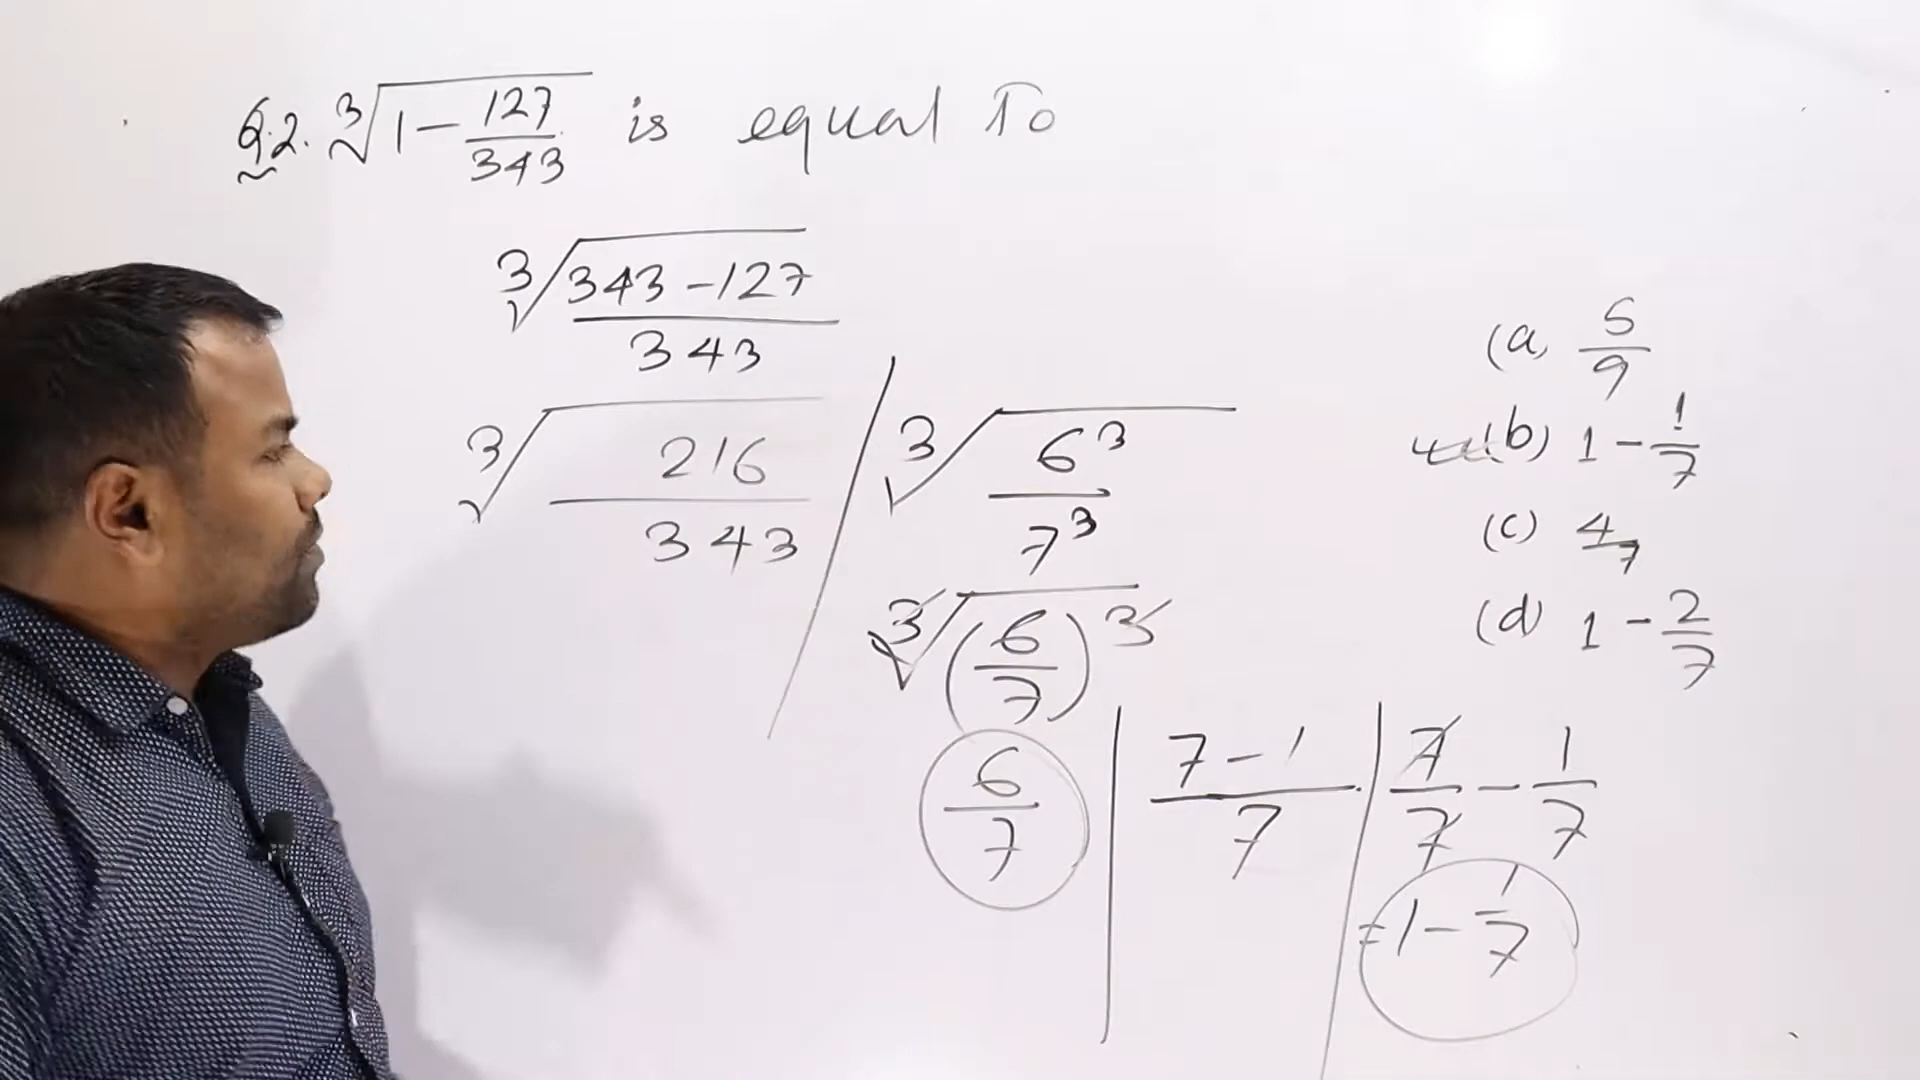 Q.2. ∛(1 - 127/343) is equal To
∛((343 - 127)/343)
∛(216/343)
∛(6³/7³)
∛((6/7)³)
6/7
(7 - 1)/7
7/7 - 1/7
= 1 - 1/7
(a) 5/9
(b) 1 - 1/7
(c) 4/7
(d) 1 - 2/7